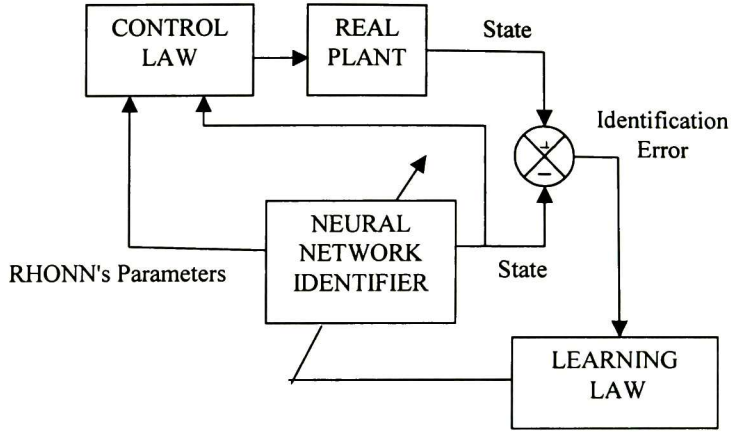 CONTROL
LAW
REAL
PLANT
State
Identification
Error
+
−
NEURAL
NETWORK
IDENTIFIER
RHONN's Parameters
State
LEARNING
LAW